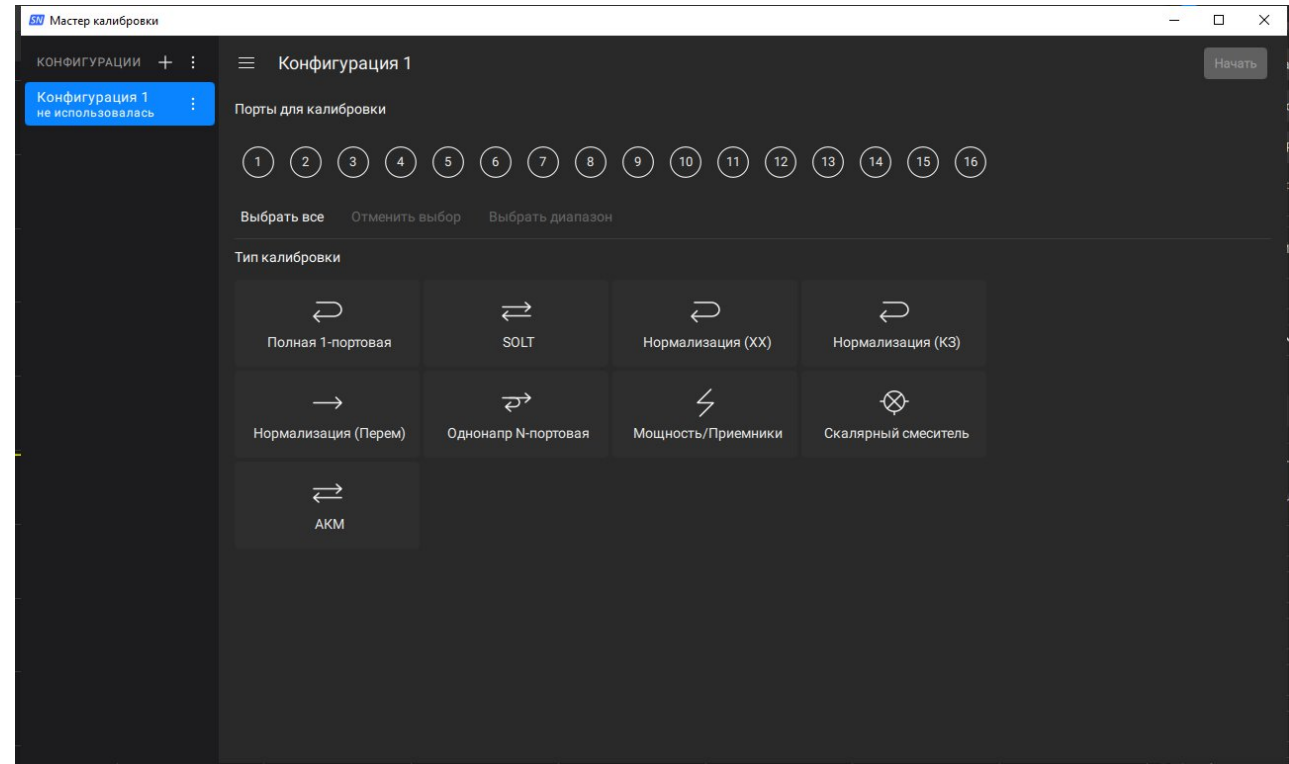 SN Мастер калибровки
КОНФИГУРАЦИИ
Конфигурация 1
не использовалась
Конфигурация 1
Начать
Порты для калибровки
1 2 3 4 5 6 7 8 9 10 11 12 13 14 15 16
Выбрать все Отменить выбор Выбрать диапазон
Тип калибровки
Полная 1-портовая SOLT Нормализация (ХХ) Нормализация (КЗ)
Нормализация (Перем) Однонапр N-портовая Мощность/Приемники Скалярный смеситель
АКМ